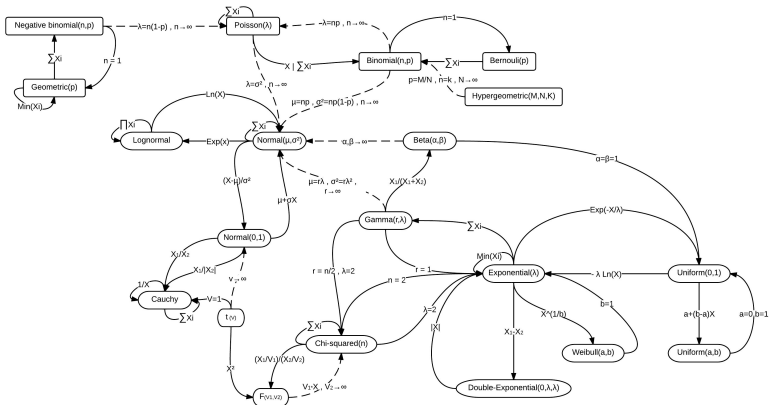 Negative binomial(n,p)
λ=n(1-p) , n→∞
∑Xi
Poisson(λ)
λ=np , n→∞
n=1
∑Xi
n = 1
X | ∑Xi
Binomial(n,p)
∑Xi
Bernouli(p)
Geometric(p)
Min(Xi)
λ=σ² , n→∞
p=M/N , n=k , N→∞
Hypergeometric(M,N,K)
Ln(X)
μ=np , σ²=np(1-p) , n→∞
∏Xi
∑Xi
Lognormal
Exp(x)
Normal(μ,σ²)
α,β→∞
Beta(α,β)
α=β=1
(X-μ)/σ²
μ=rλ , σ²=rλ² ,
r→∞
X₁/(X₁+X₂)
μ+σX
Exp(-X/λ)
Gamma(r,λ)
∑Xi
Normal(0,1)
X₁/X₂
X₁/|X₂|
r = n/2 , λ=2
r = 1
Min(Xi)
Exponential(λ)
- λ Ln(X)
Uniform(0,1)
1/X
n = 2
Cauchy
V=1
∑Xi
t(V)
∑Xi
λ=2
|X|
X^(1/b)
b=1
a+(b-a)X
a=0,b=1
X₁-X₂
Chi-squared(n)
Weibull(a,b)
Uniform(a,b)
X²
(X₁/V₁)/(X₂/V₂)
F(V1,V2)
Double-Exponential(0,λ,λ)